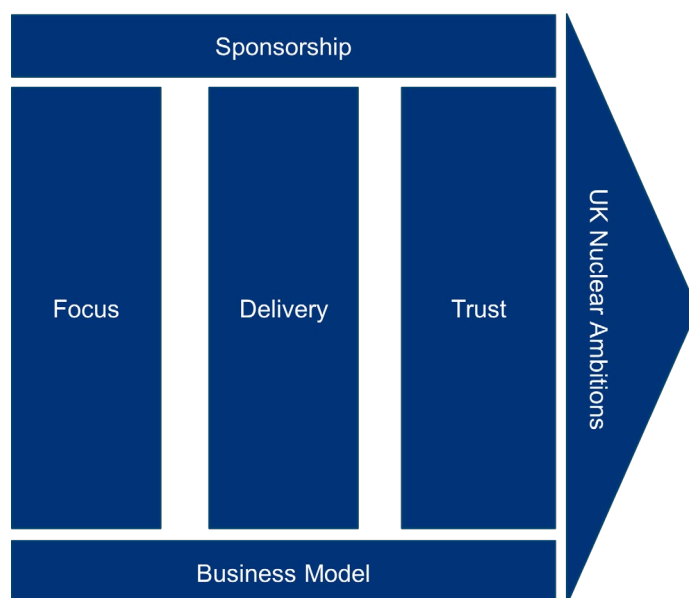 Sponsorship
Focus
Delivery
Trust
UK Nuclear Ambitions
Business Model